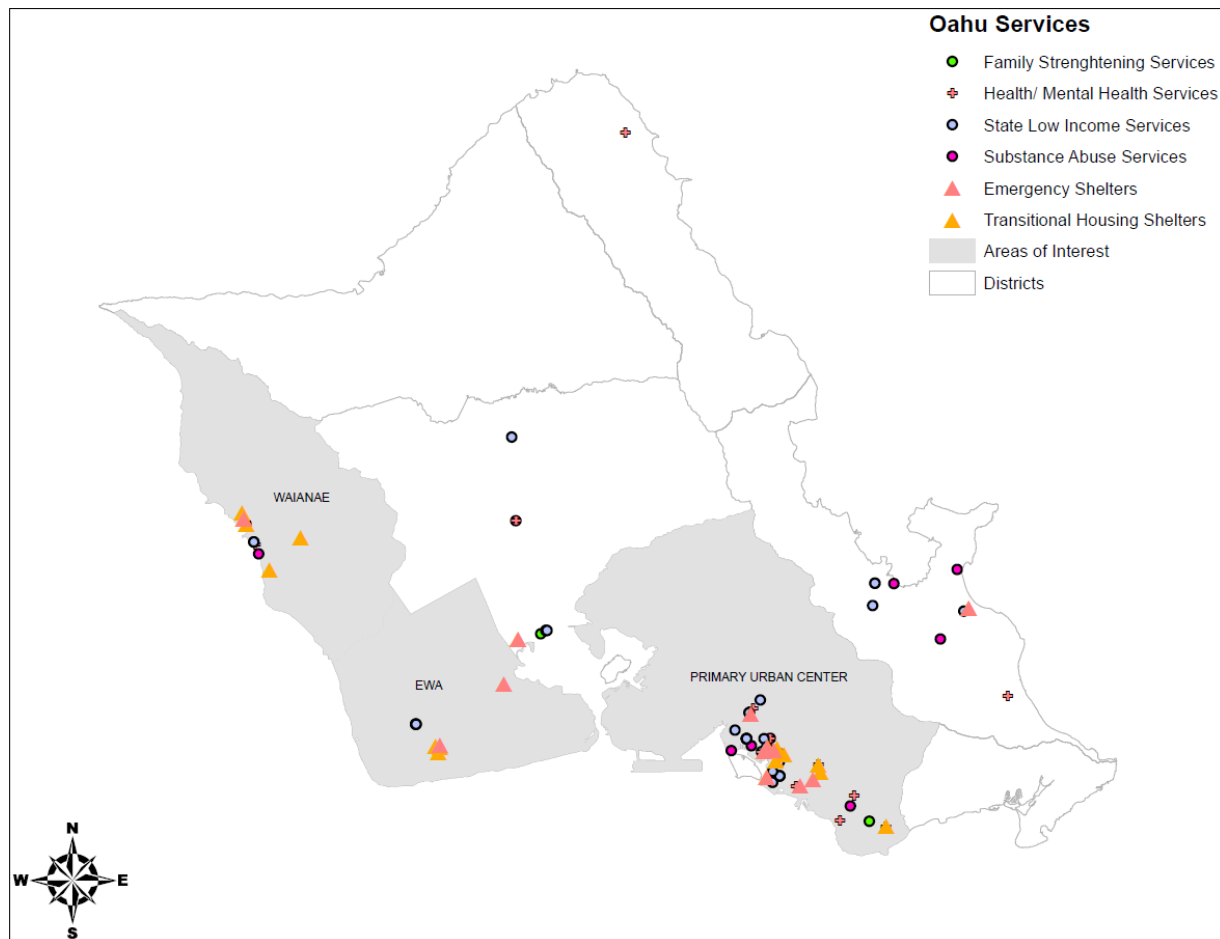 Oahu Services
Family Strenghtening Services
Health/ Mental Health Services
State Low Income Services
Substance Abuse Services
Emergency Shelters
Transitional Housing Shelters
Areas of Interest
Districts
WAIANAE
EWA
PRIMARY URBAN CENTER
N
W E
S